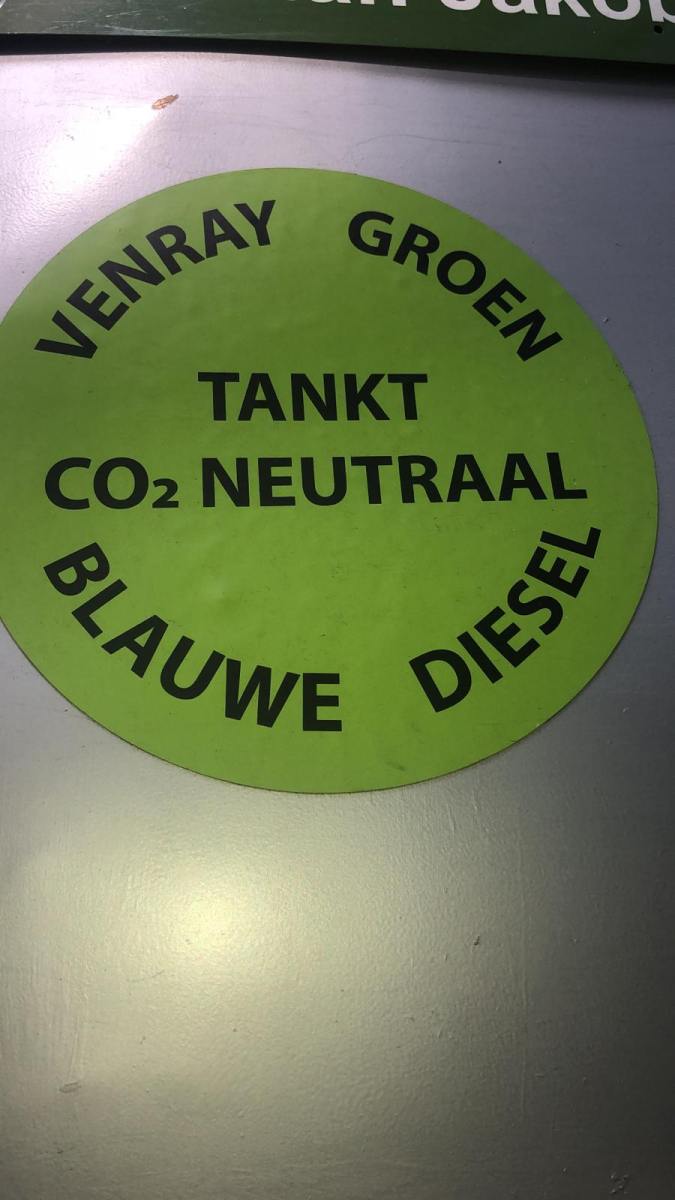 VENRAY GROEN
TANKT
CO₂ NEUTRAAL
BLAUWE DIESEL